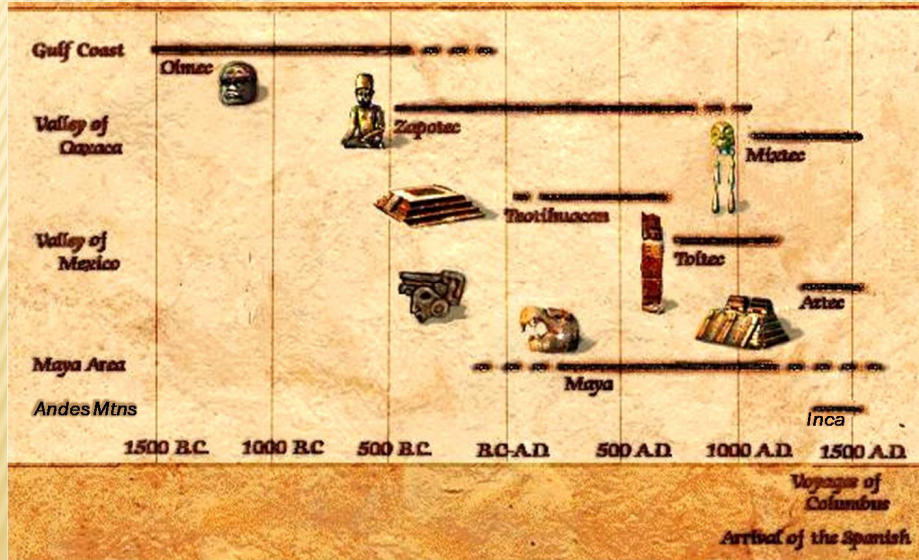 Gulf Coast
Olmec
Zapotec
Valley of
Oaxaca
Mixtec
Teotihuacan
Valley of
Mexico
Toltec
Aztec
Maya Area
Maya
Andes Mtns
Inca
1500 B.C. 1000 B.C. 500 B.C. B.C-A.D. 500 A.D. 1000 A.D. 1500 A.D.
Voyages of
Columbus
Arrival of the Spanish